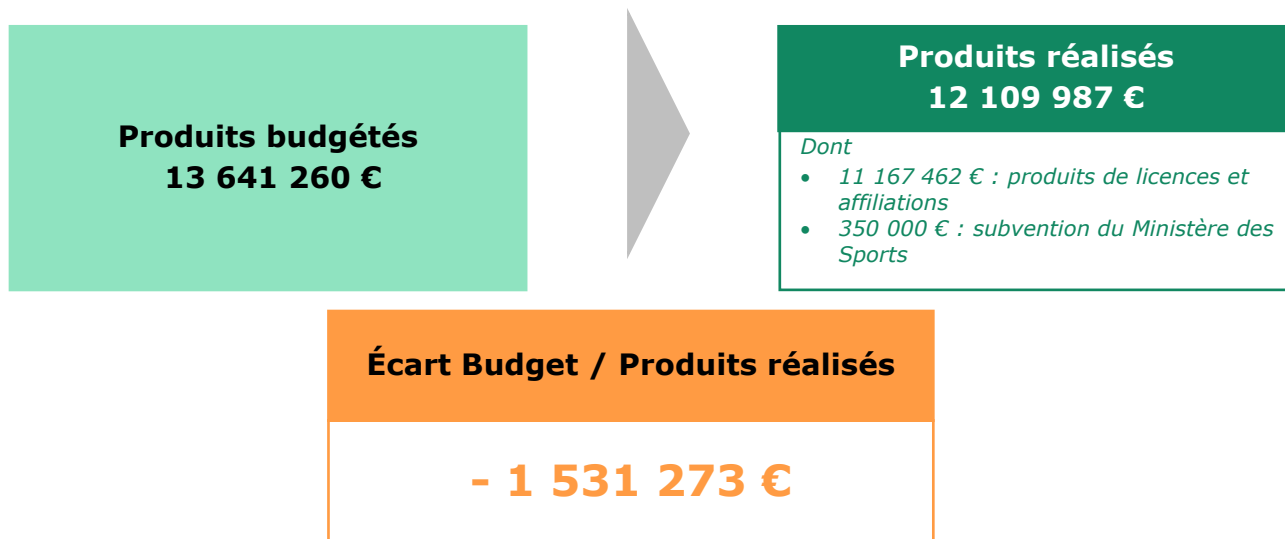 Produits budgétés
13 641 260 €
Produits réalisés
12 109 987 €
Dont
• 11 167 462 € : produits de licences et
affiliations
• 350 000 € : subvention du Ministère des
Sports
Écart Budget / Produits réalisés
- 1 531 273 €